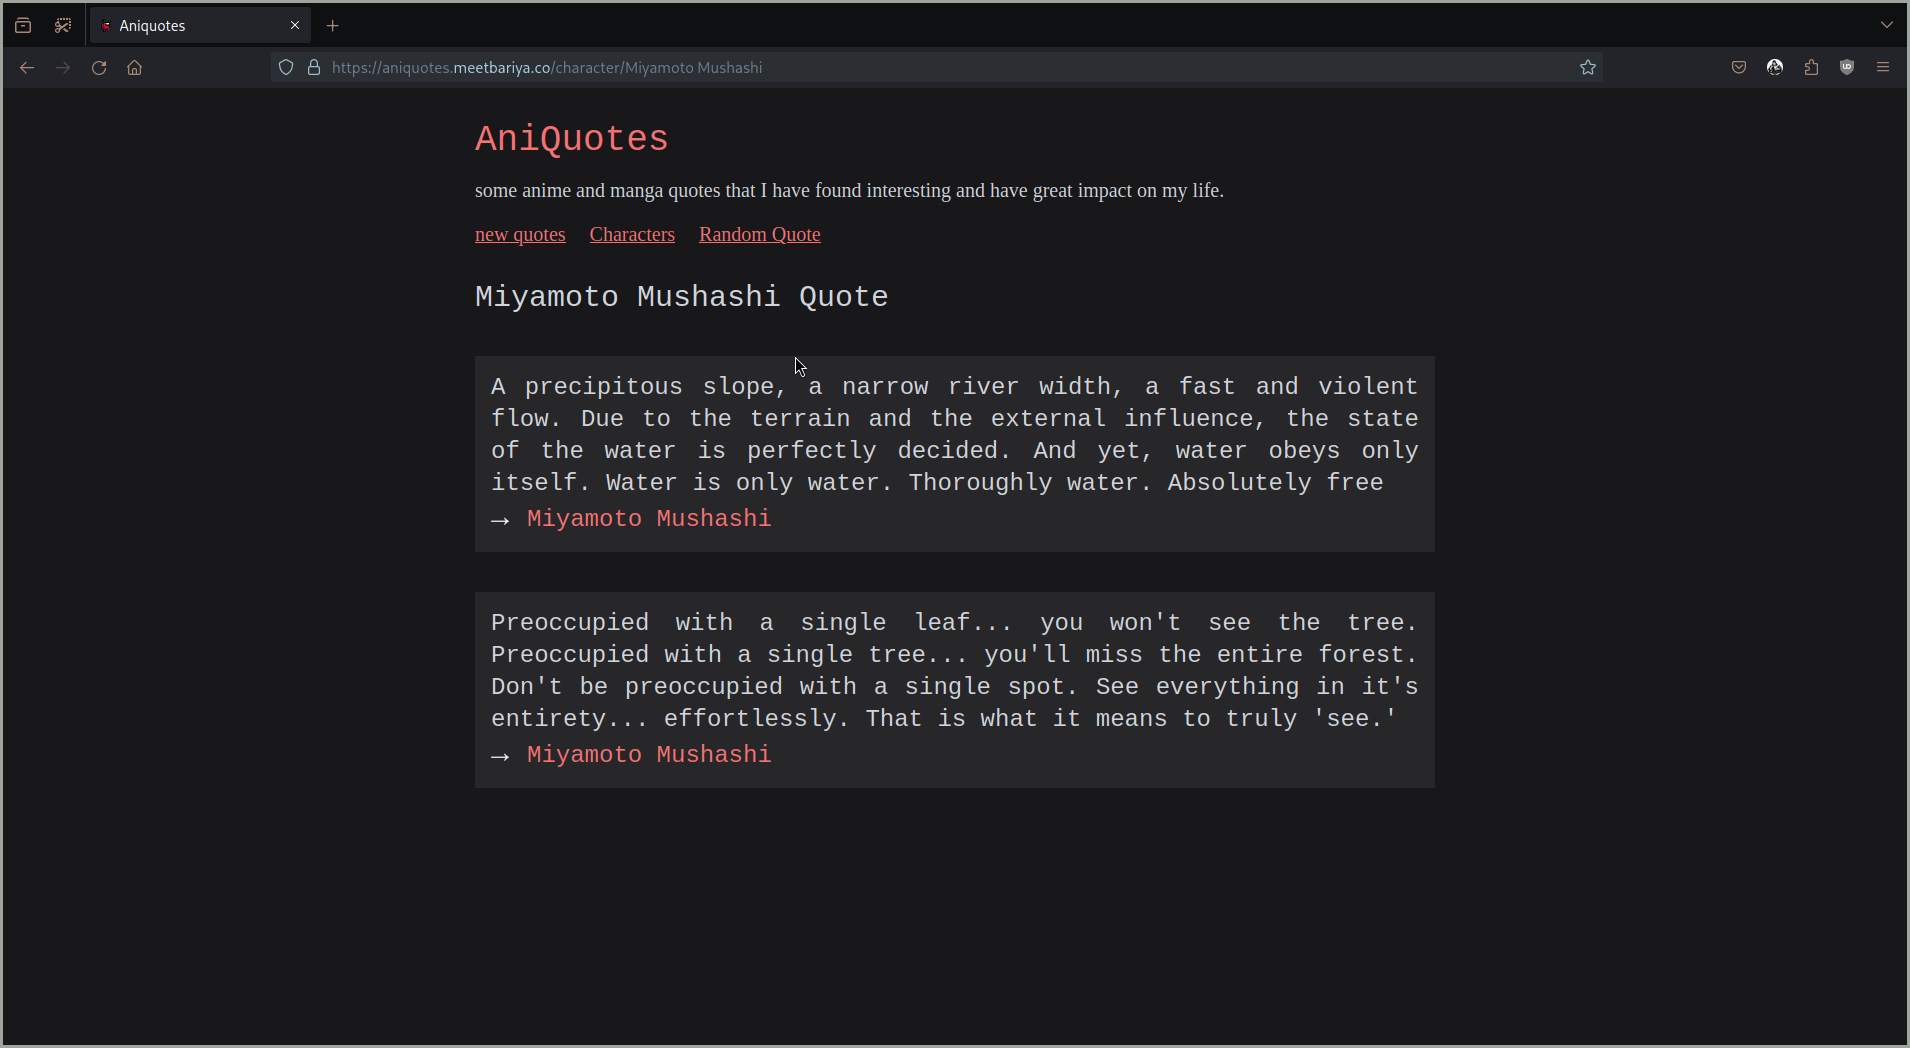 Aniquotes
https://aniquotes.meetbariya.co/character/Miyamoto Mushashi
AniQuotes
some anime and manga quotes that I have found interesting and have great impact on my life.
new quotes Characters Random Quote
Miyamoto Mushashi Quote
A precipitous slope, a narrow river width, a fast and violent
flow. Due to the terrain and the external influence, the state
of the water is perfectly decided. And yet, water obeys only
itself. Water is only water. Thoroughly water. Absolutely free
→ Miyamoto Mushashi
Preoccupied with a single leaf... you won't see the tree.
Preoccupied with a single tree... you'll miss the entire forest.
Don't be preoccupied with a single spot. See everything in it's
entirety... effortlessly. That is what it means to truly 'see.'
→ Miyamoto Mushashi